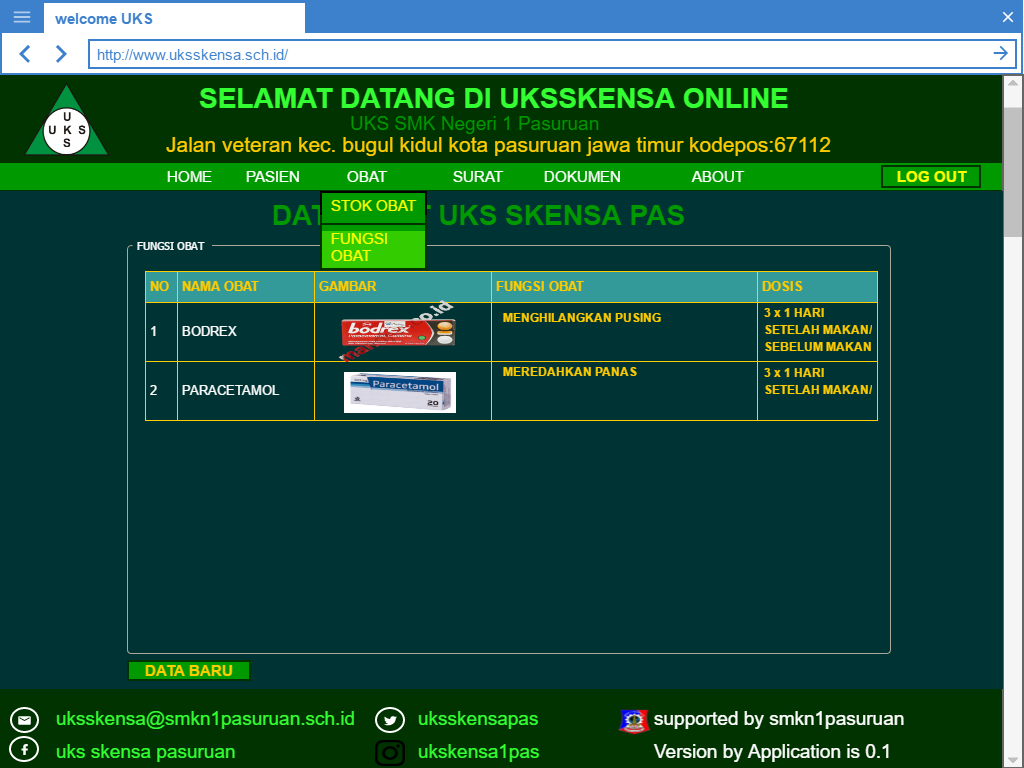 welcome UKS
http://www.uksskensa.sch.id/
U
U K S
S
SELAMAT DATANG DI UKSSKENSA ONLINE
UKS SMK Negeri 1 Pasuruan
Jalan veteran kec. bugul kidul kota pasuruan jawa timur kodepos:67112
HOME PASIEN OBAT SURAT DOKUMEN ABOUT LOG OUT
STOK OBAT
FUNGSI
OBAT
DAT T UKS SKENSA PAS
FUNGSI OBAT
NO NAMA OBAT GAMBAR FUNGSI OBAT DOSIS
1 BODREX bodrex MENGHILANGKAN PUSING 3 x 1 HARI
SETELAH MAKAN/
SEBELUM MAKAN
2 PARACETAMOL Paracetamol 20 MEREDAHKAN PANAS 3 x 1 HARI
SETELAH MAKAN/
DATA BARU
uksskensa@smkn1pasuruan.sch.id uksskensapas supported by smkn1pasuruan
uks skensa pasuruan ukskensa1pas Version by Application is 0.1